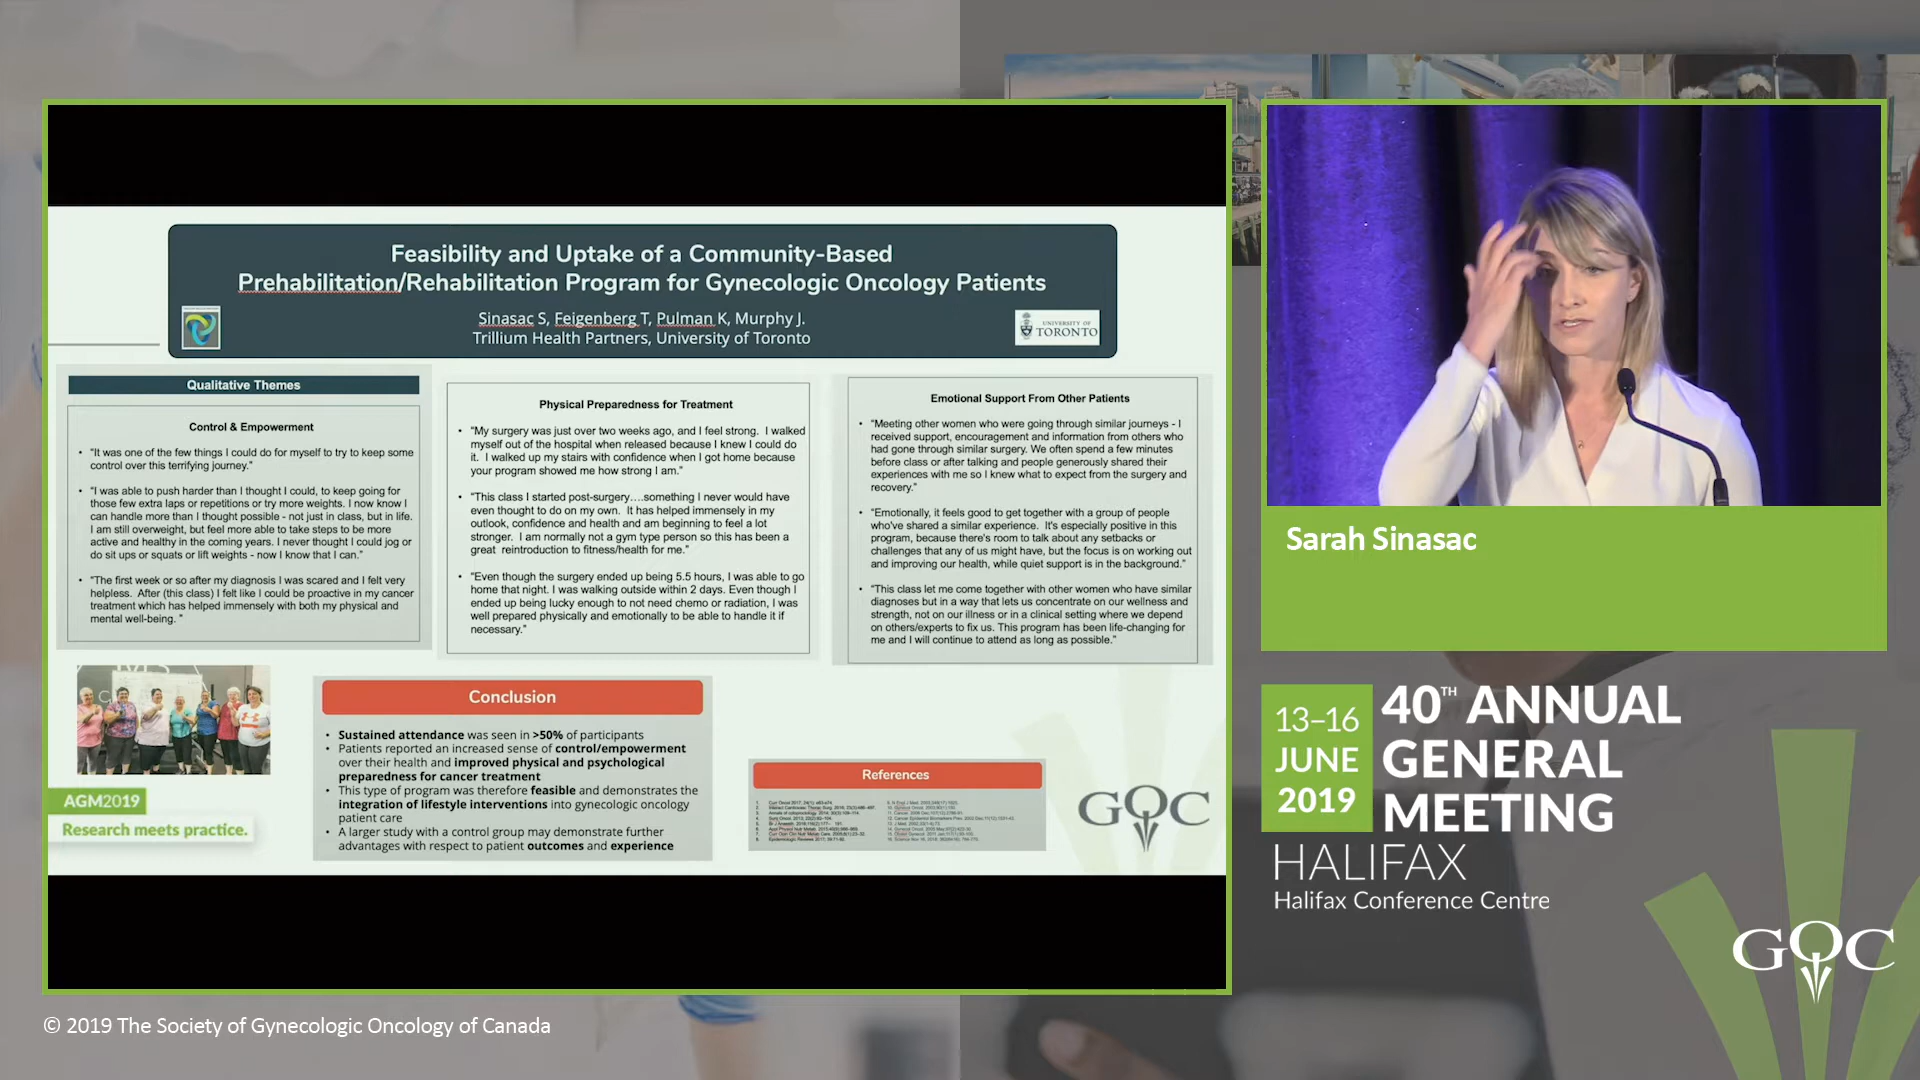 Feasibility and Uptake of a Community-Based
Prehabilitation/Rehabilitation Program for Gynecologic Oncology Patients
Sinasac S, Feigenberg T, Pulman K, Murphy J.
Trillium Health Partners, University of Toronto
UNIVERSITY OF
TORONTO
Qualitative Themes
Control & Empowerment
• "It was one of the few things I could do for myself to try to keep some
control over this terrifying journey."
• "I was able to push harder than I thought I could, to keep going for
those few extra laps or repetitions or try more weights. I now know I
can handle more than I thought possible - not just in class, but in life.
I am still overweight, but feel more able to take steps to be more
active and healthy in the coming years. I never thought I could jog or
do sit ups or squats or lift weights - now I know that I can."
• "The first week or so after my diagnosis I was scared and I felt very
helpless. After (this class) I felt like I could be proactive in my cancer
treatment which has helped immensely with both my physical and
mental well-being. "
Physical Preparedness for Treatment
• "My surgery was just over two weeks ago, and I feel strong. I walked
myself out of the hospital when released because I knew I could do
it. I walked up my stairs with confidence when I got home because
your program showed me how strong I am."
• "This class I started post-surgery….something I never would have
even thought to do on my own. It has helped immensely in my
outlook, confidence and health and am beginning to feel a lot
stronger. I am normally not a gym type person so this has been a
great reintroduction to fitness/health for me."
• "Even though the surgery ended up being 5.5 hours, I was able to go
home that night. I was walking outside within 2 days. Even though I
ended up being lucky enough to not need chemo or radiation, I was
well prepared physically and emotionally to be able to handle it if
necessary."
Emotional Support From Other Patients
• "Meeting other women who were going through similar journeys - I
received support, encouragement and information from others who
had gone through similar surgery. We often spend a few minutes
before class or after talking and people generously shared their
experiences with me so I knew what to expect from the surgery and
recovery."
• "Emotionally, it feels good to get together with a group of people
who've shared a similar experience. It's especially positive in this
program, because there's room to talk about any setbacks or
challenges that any of us might have, but the focus is on working out
and improving our health, while quiet support is in the background."
• "This class let me come together with other women who have similar
diagnoses but in a way that lets us concentrate on our wellness and
strength, not on our illness or in a clinical setting where we depend
on others/experts to fix us. This program has been life-changing for
me and I will continue to attend as long as possible."
Conclusion
• Sustained attendance was seen in >50% of participants
• Patients reported an increased sense of control/empowerment
over their health and improved physical and psychological
preparedness for cancer treatment
• This type of program was therefore feasible and demonstrates the
integration of lifestyle interventions into gynecologic oncology
patient care
• A larger study with a control group may demonstrate further
advantages with respect to patient outcomes and experience
References
AGM2019
Research meets practice.
GOC
Sarah Sinasac
13–16
JUNE
2019
40TH ANNUAL
GENERAL
MEETING
HALIFAX
Halifax Conference Centre
GOC
© 2019 The Society of Gynecologic Oncology of Canada